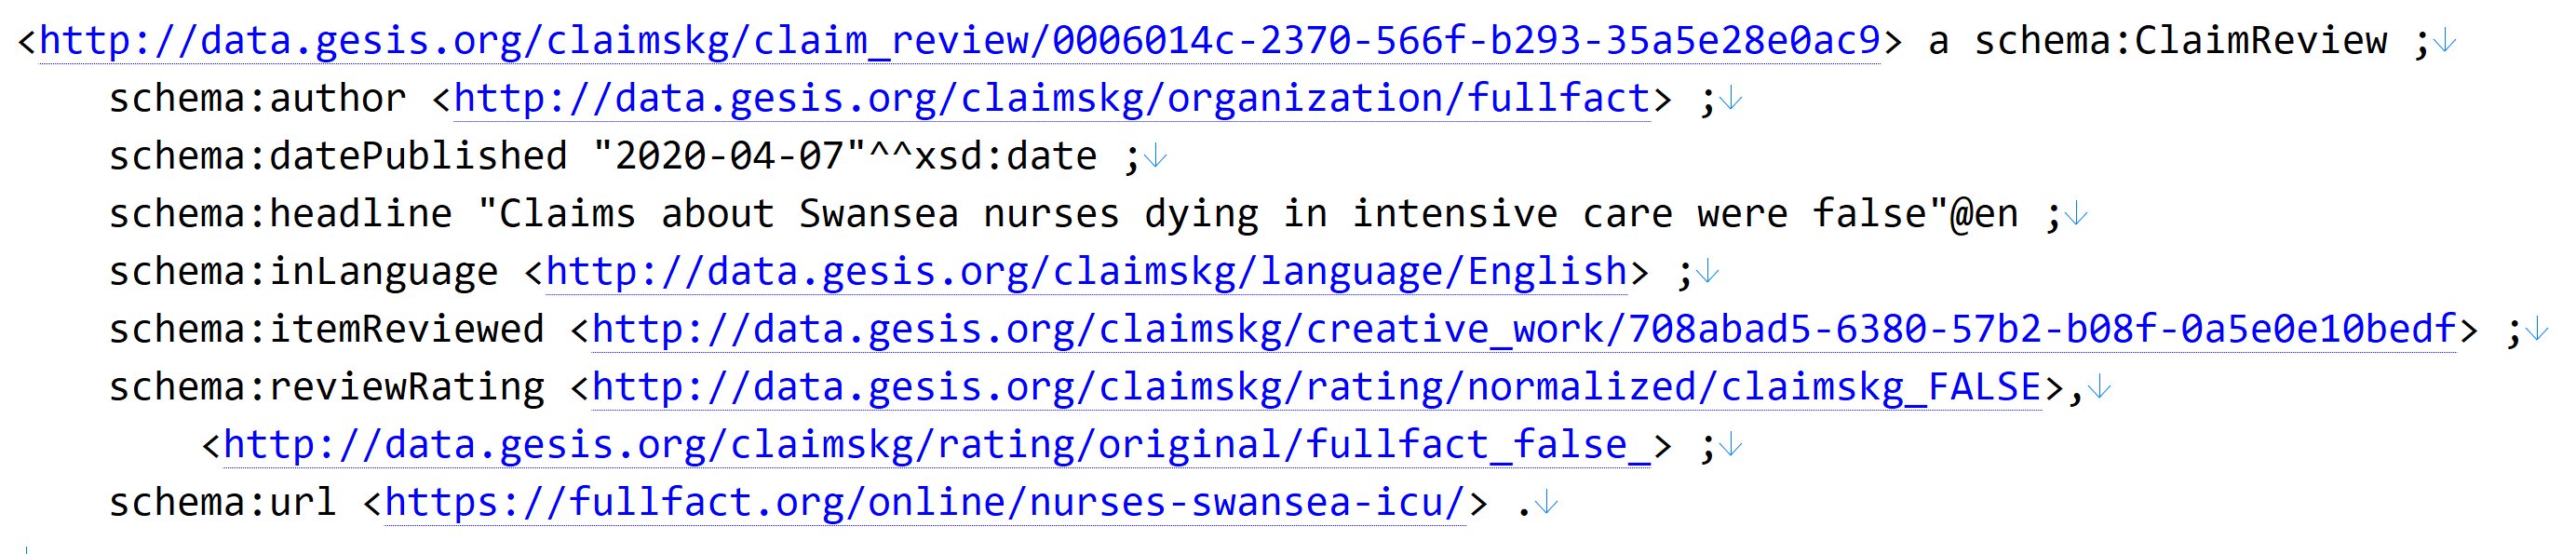 <http://data.gesis.org/claimskg/claim_review/0006014c-2370-566f-b293-35a5e28e0ac9> a schema:ClaimReview ;↓
schema:author <http://data.gesis.org/claimskg/organization/fullfact> ;↓
schema:datePublished "2020-04-07"^^xsd:date ;↓
schema:headline "Claims about Swansea nurses dying in intensive care were false"@en ;↓
schema:inLanguage <http://data.gesis.org/claimskg/language/English> ;↓
schema:itemReviewed <http://data.gesis.org/claimskg/creative_work/708abad5-6380-57b2-b08f-0a5e0e10bedf> ;↓
schema:reviewRating <http://data.gesis.org/claimskg/rating/normalized/claimskg_FALSE>,↓
<http://data.gesis.org/claimskg/rating/original/fullfact_false_> ;↓
schema:url <https://fullfact.org/online/nurses-swansea-icu/> .↓